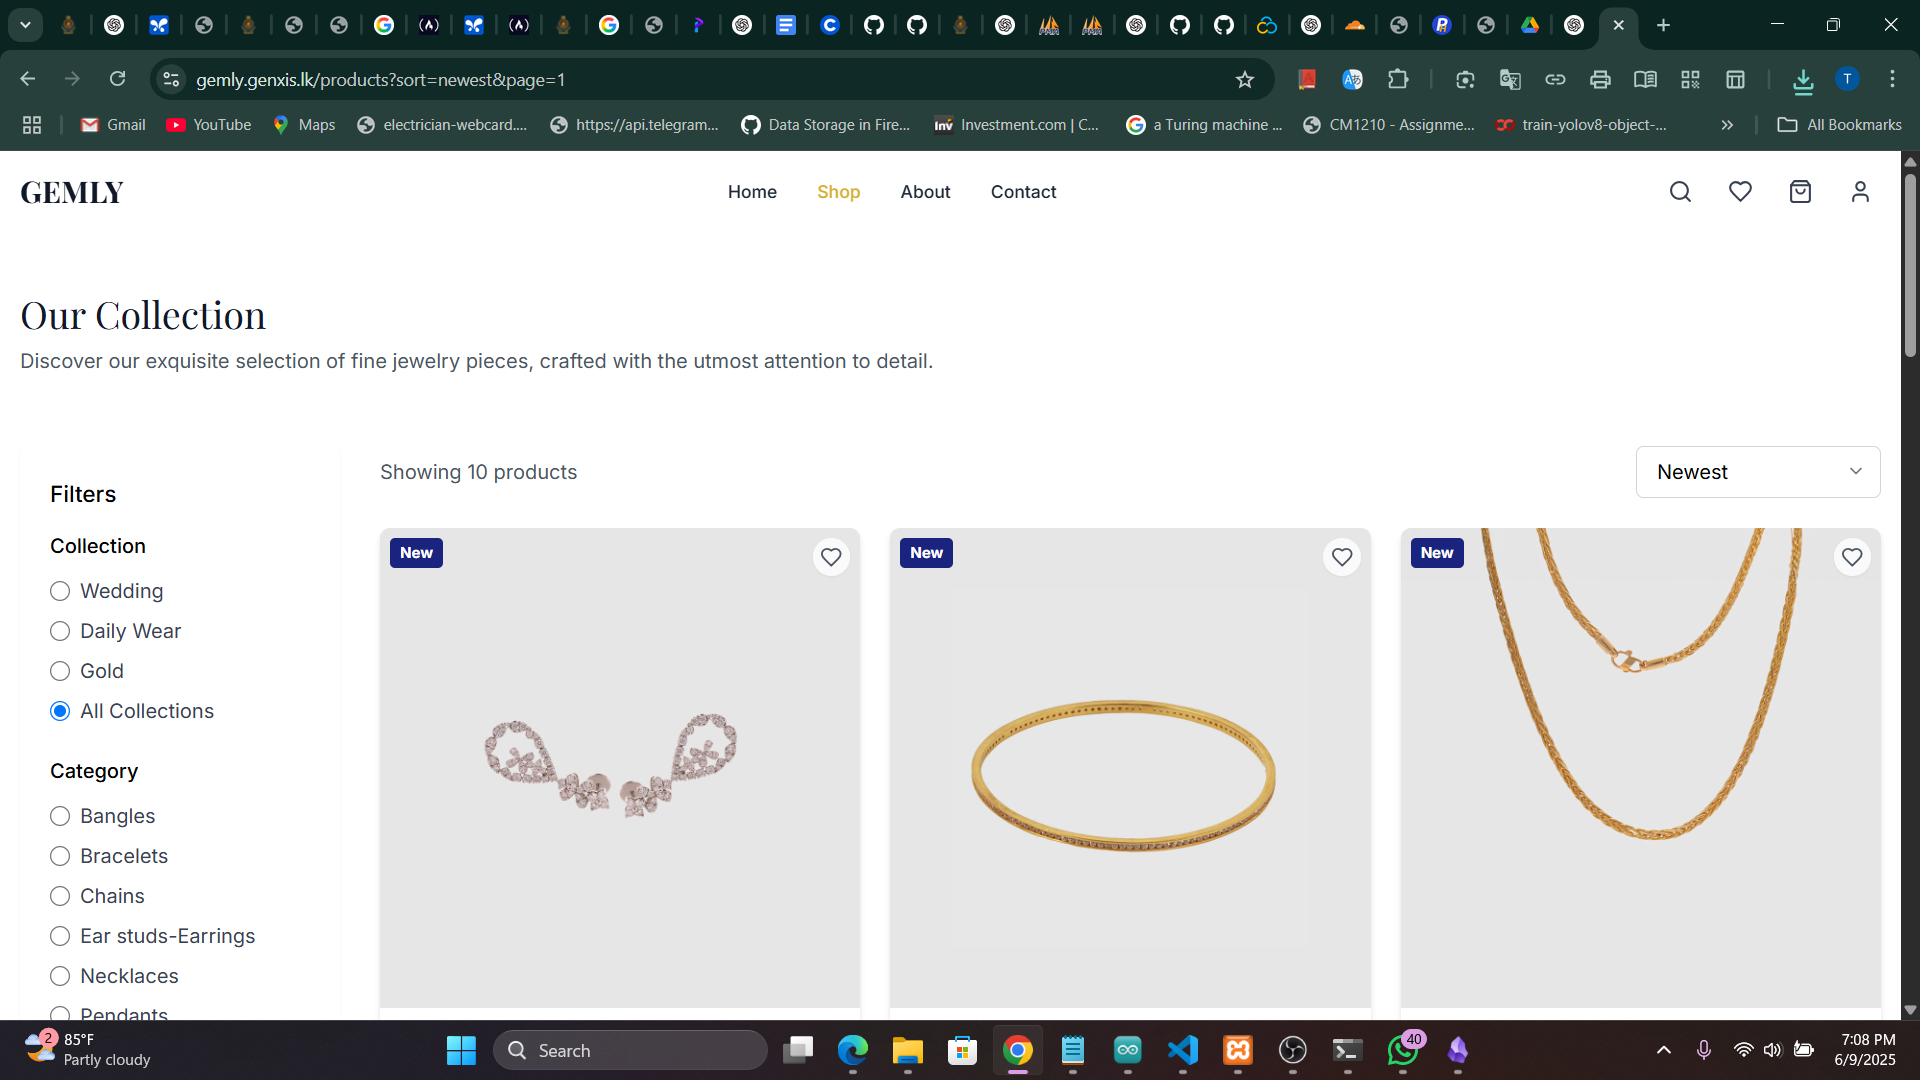 gemly.genxis.lk/products?sort=newest&page=1
T
Gmail
YouTube
Maps
electrician-webcard....
https://api.telegram...
Data Storage in Fire...
Investment.com | C...
a Turing machine ...
CM1210 - Assignme...
train-yolov8-object-...
All Bookmarks
GEMLY
Home
Shop
About
Contact
Our Collection
Discover our exquisite selection of fine jewelry pieces, crafted with the utmost attention to detail.
Showing 10 products
Newest
Filters
Collection
Wedding
Daily Wear
Gold
All Collections
Category
Bangles
Bracelets
Chains
Ear studs-Earrings
Necklaces
Pendants
New
New
New
2
85°F
Partly cloudy
Search
40
7:08 PM
6/9/2025